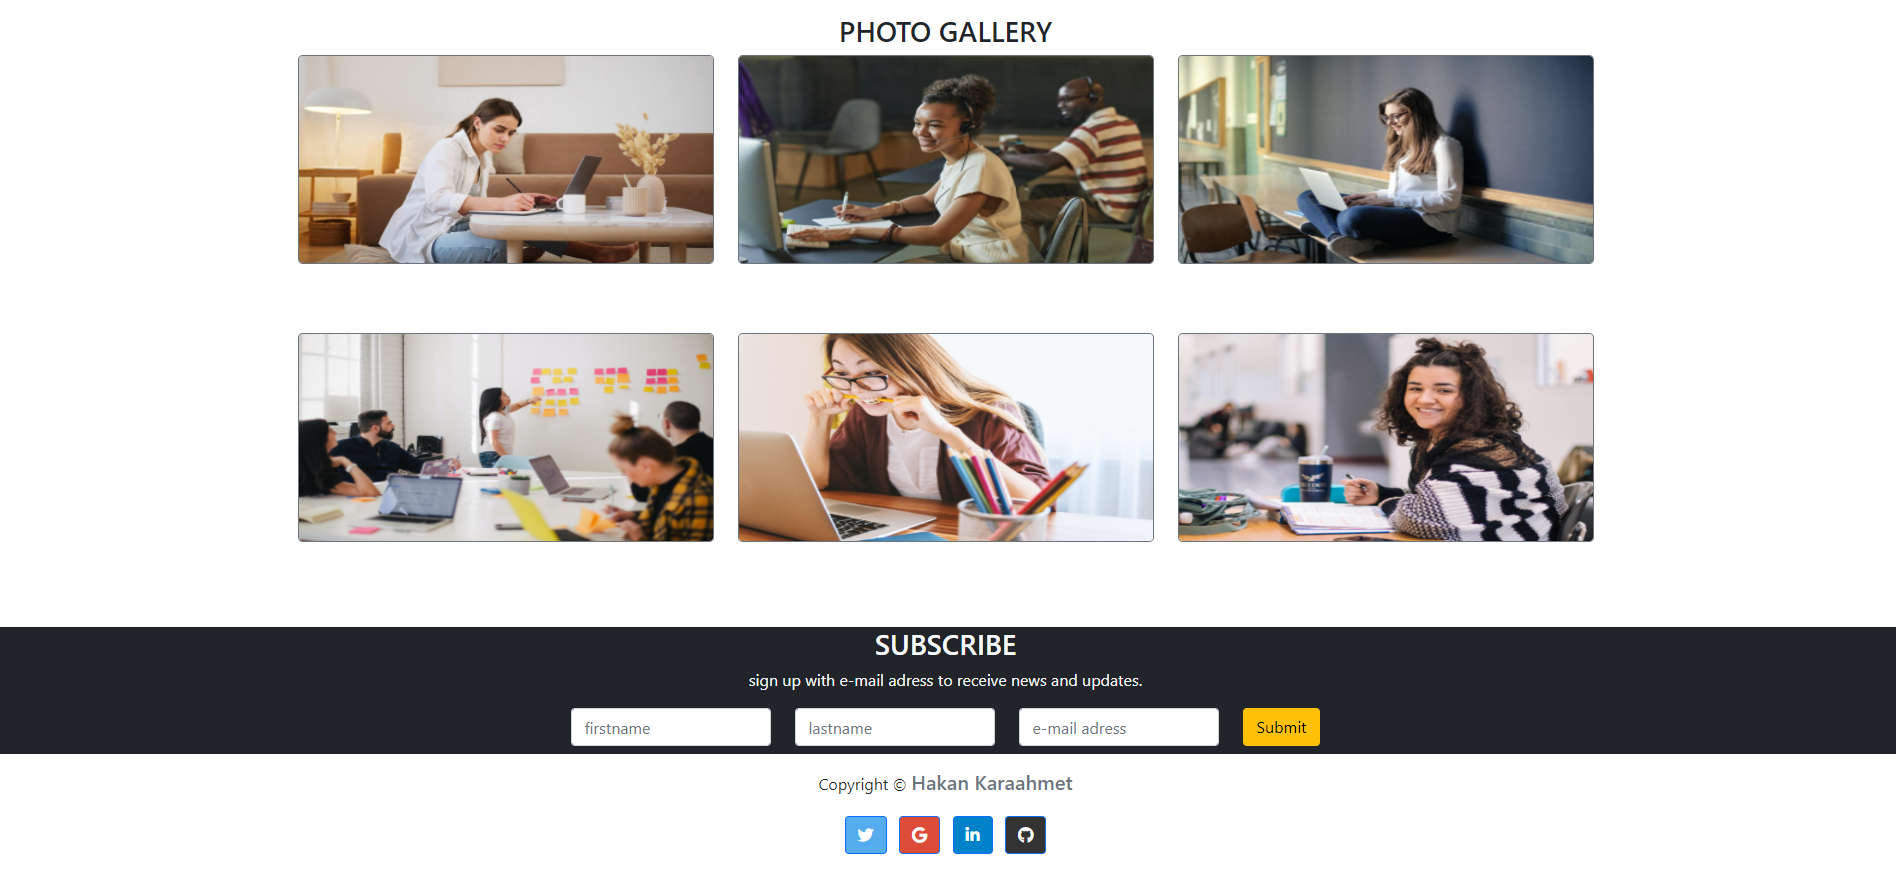 PHOTO GALLERY
SUBSCRIBE
sign up with e-mail adress to receive news and updates.
firstname lastname e-mail adress Submit
Copyright © Hakan Karaahmet